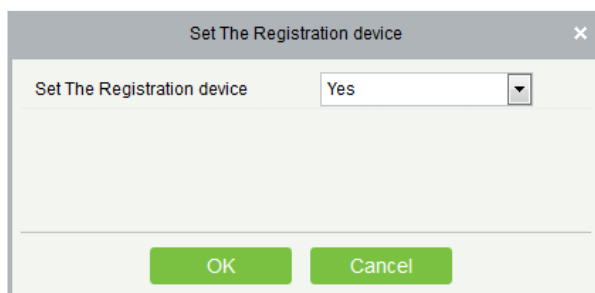 Set The Registration device
Set The Registration device Yes
OK Cancel